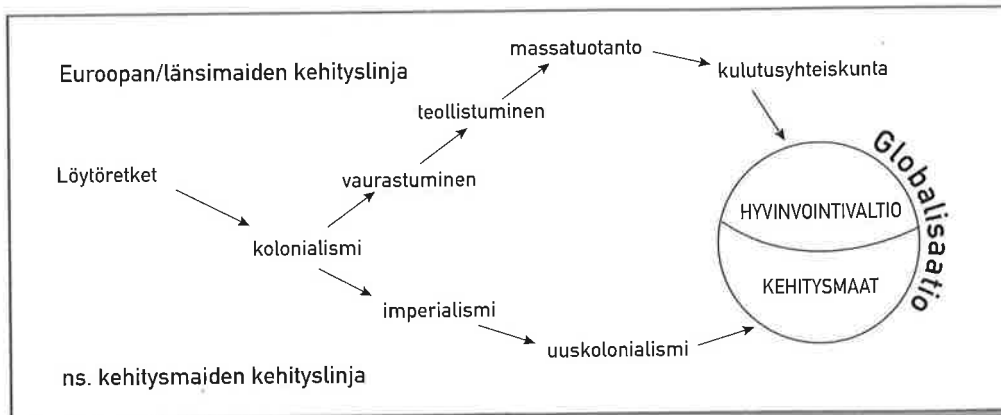 Euroopan/länsimaiden kehityslinja
massatuotanto
kulutusyhteiskunta
teollistuminen
Löytöretket
vaurastuminen
Globalisaatio
HYVINVOINTIVALTIO
kolonialismi
KEHITYSMAAT
imperialismi
uuskolonialismi
ns. kehitysmaiden kehityslinja